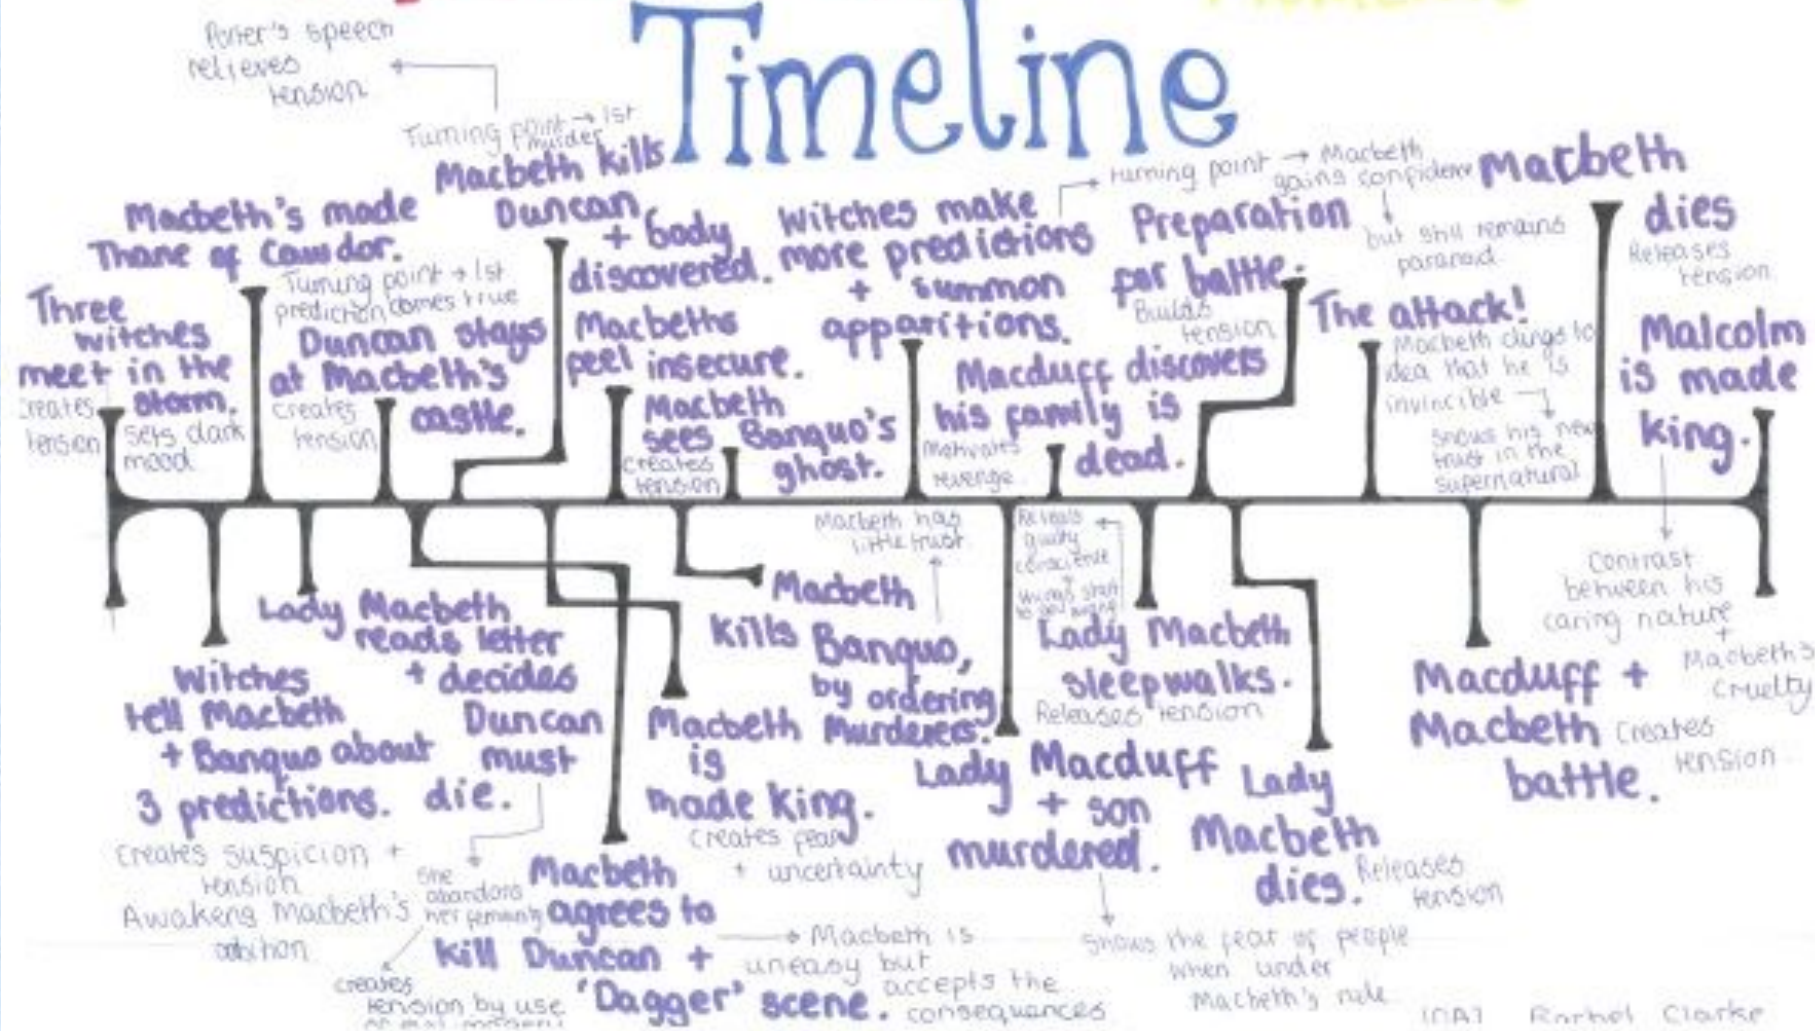 Timeline
Porter's speech
relieves
tension
Turning point → 1st
murder
Macbeth kills
Duncan
+ body
discovered.
Macbeth's made
Thane of Cawdor.
Turning point → 1st
prediction comes true
Three
witches
meet in the
storm.
creates
tension
sets dark
mood
Duncan stays
at Macbeth's
castle.
creates
tension
Macbeths
feel insecure.
Macbeth
sees Banquo's
ghost.
creates
tension
Witches make
more predictions
+ summon
apparitions.
turning point → Macbeth
gains confidence
but still remains
paranoid
Macduff discovers
his family is
dead.
Motivates
revenge
Preparation
for battle.
Builds
tension
The attack!
Macbeth clings to
idea that he is
invincible
shows his new
trust in the
supernatural
Macbeth
dies
Releases
tension
Malcolm
is made
king.
Contrast
between his
caring nature
+
Macbeth's
cruelty
Witches
tell Macbeth
+ Banquo about
3 predictions.
creates suspicion +
tension
Awakens Macbeth's
Lady Macbeth
reads letter
+ decides
Duncan
must
die.
she
abandons
her
creates
tension by use
Macbeth
agrees to
kill Duncan +
'Dagger' scene.
Macbeth is
uneasy but
accepts the
consequences
Macbeth
is
made king.
creates fear
+ uncertainty
Macbeth
kills Banquo,
by ordering
Murderers.
Macbeth has
little trust
Lady Macduff
+ son
murdered.
shows the fear of people
when under
Macbeth's rule
Reveals
guilty
conscience
things start
to go wrong
Lady Macbeth
sleepwalks.
Releases tension
Lady
Macbeth
dies.
Releases
tension
Macduff +
Macbeth
battle.
creates
tension
Rachel Clarke